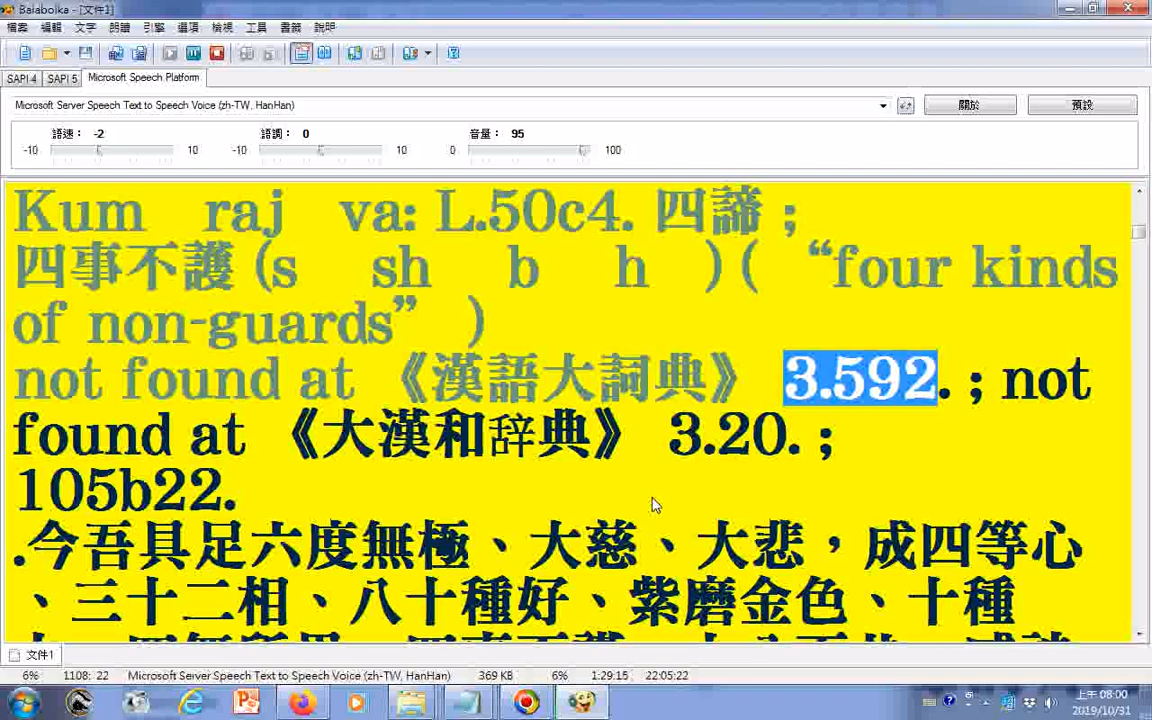 Balabolka - [文件1]
檔案 編輯 文字 朗讀 引擎 選項 檢視 工具 書籤 說明
SAPI 4 SAPI 5 Microsoft Speech Platform
Microsoft Server Speech Text to Speech Voice (zh-TW, HanHan) 關於 預設
語速： -2 語調： 0 音量： 95
-10 10 -10 10 0 100
Kum raj va: L.50c4. 四諦 ;
四事不護 (s sh b h ) ( “four kinds
of non-guards” )
not found at 《漢語大詞典》 3.592. ; not
found at 《大漢和辞典》 3.20. ;
105b22.
.今吾具足六度無極、大慈、大悲，成四等心
、三十二相、八十種好、紫磨金色、十種
文件1
6% 1108: 22 Microsoft Server Speech Text to Speech Voice (zh-TW, HanHan) 369 KB 6% 1:29:15 22:05:22
上午 08:00
2019/10/31